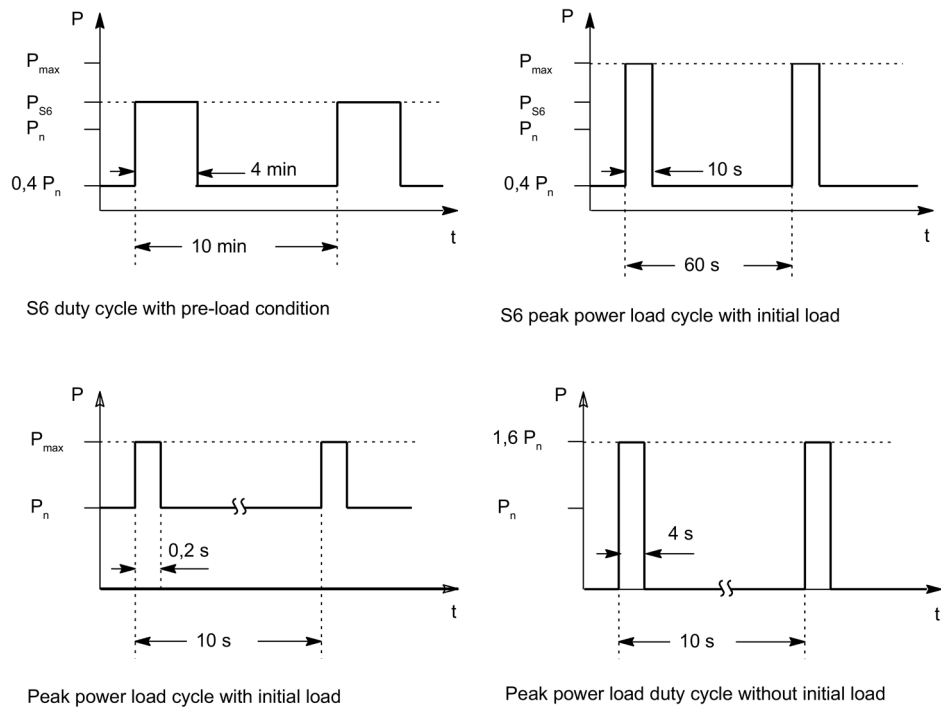 P
P_max
P_S6
P_n
0,4 P_n
4 min
t
10 min
S6 duty cycle with pre-load condition
P
P_max
P_S6
P_n
0,4 P_n
10 s
t
60 s
S6 peak power load cycle with initial load
P
P_max
P_n
0,2 s
t
10 s
Peak power load cycle with initial load
P
1,6 P_n
P_n
4 s
t
10 s
Peak power load duty cycle without initial load